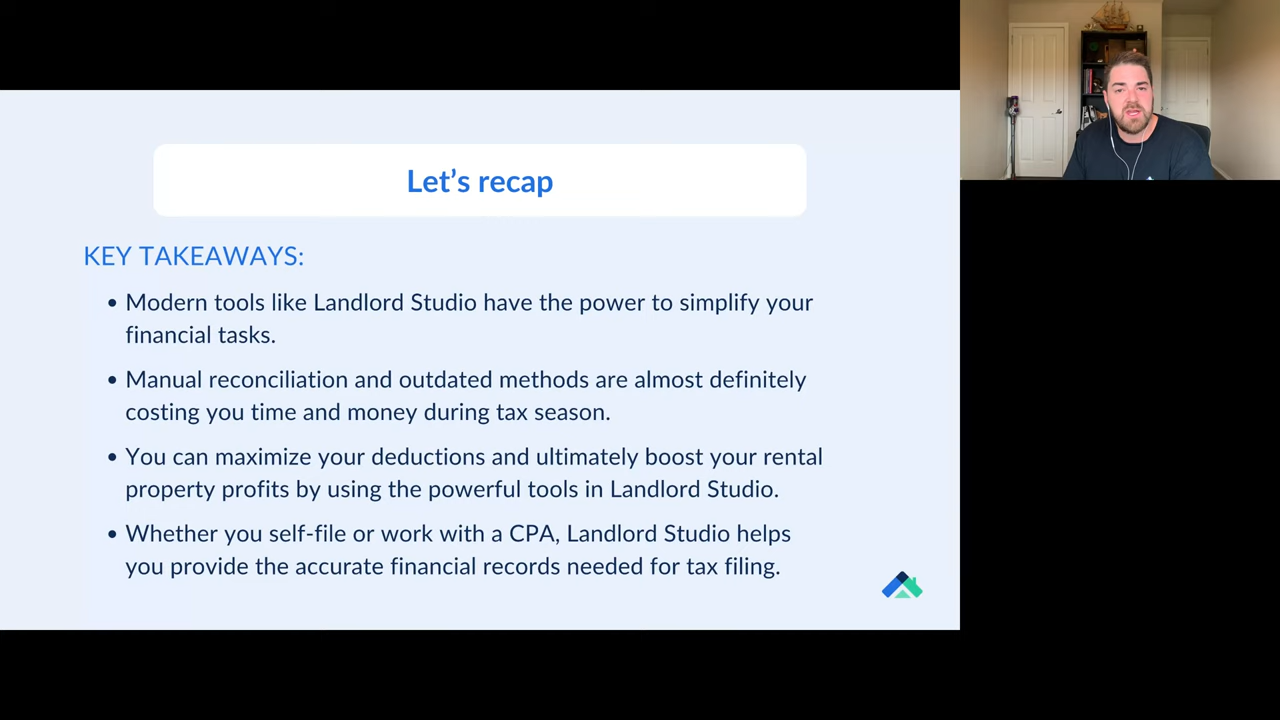 Let’s recap
KEY TAKEAWAYS:
• Modern tools like Landlord Studio have the power to simplify your
financial tasks.
• Manual reconciliation and outdated methods are almost definitely
costing you time and money during tax season.
• You can maximize your deductions and ultimately boost your rental
property profits by using the powerful tools in Landlord Studio.
• Whether you self-file or work with a CPA, Landlord Studio helps
you provide the accurate financial records needed for tax filing.